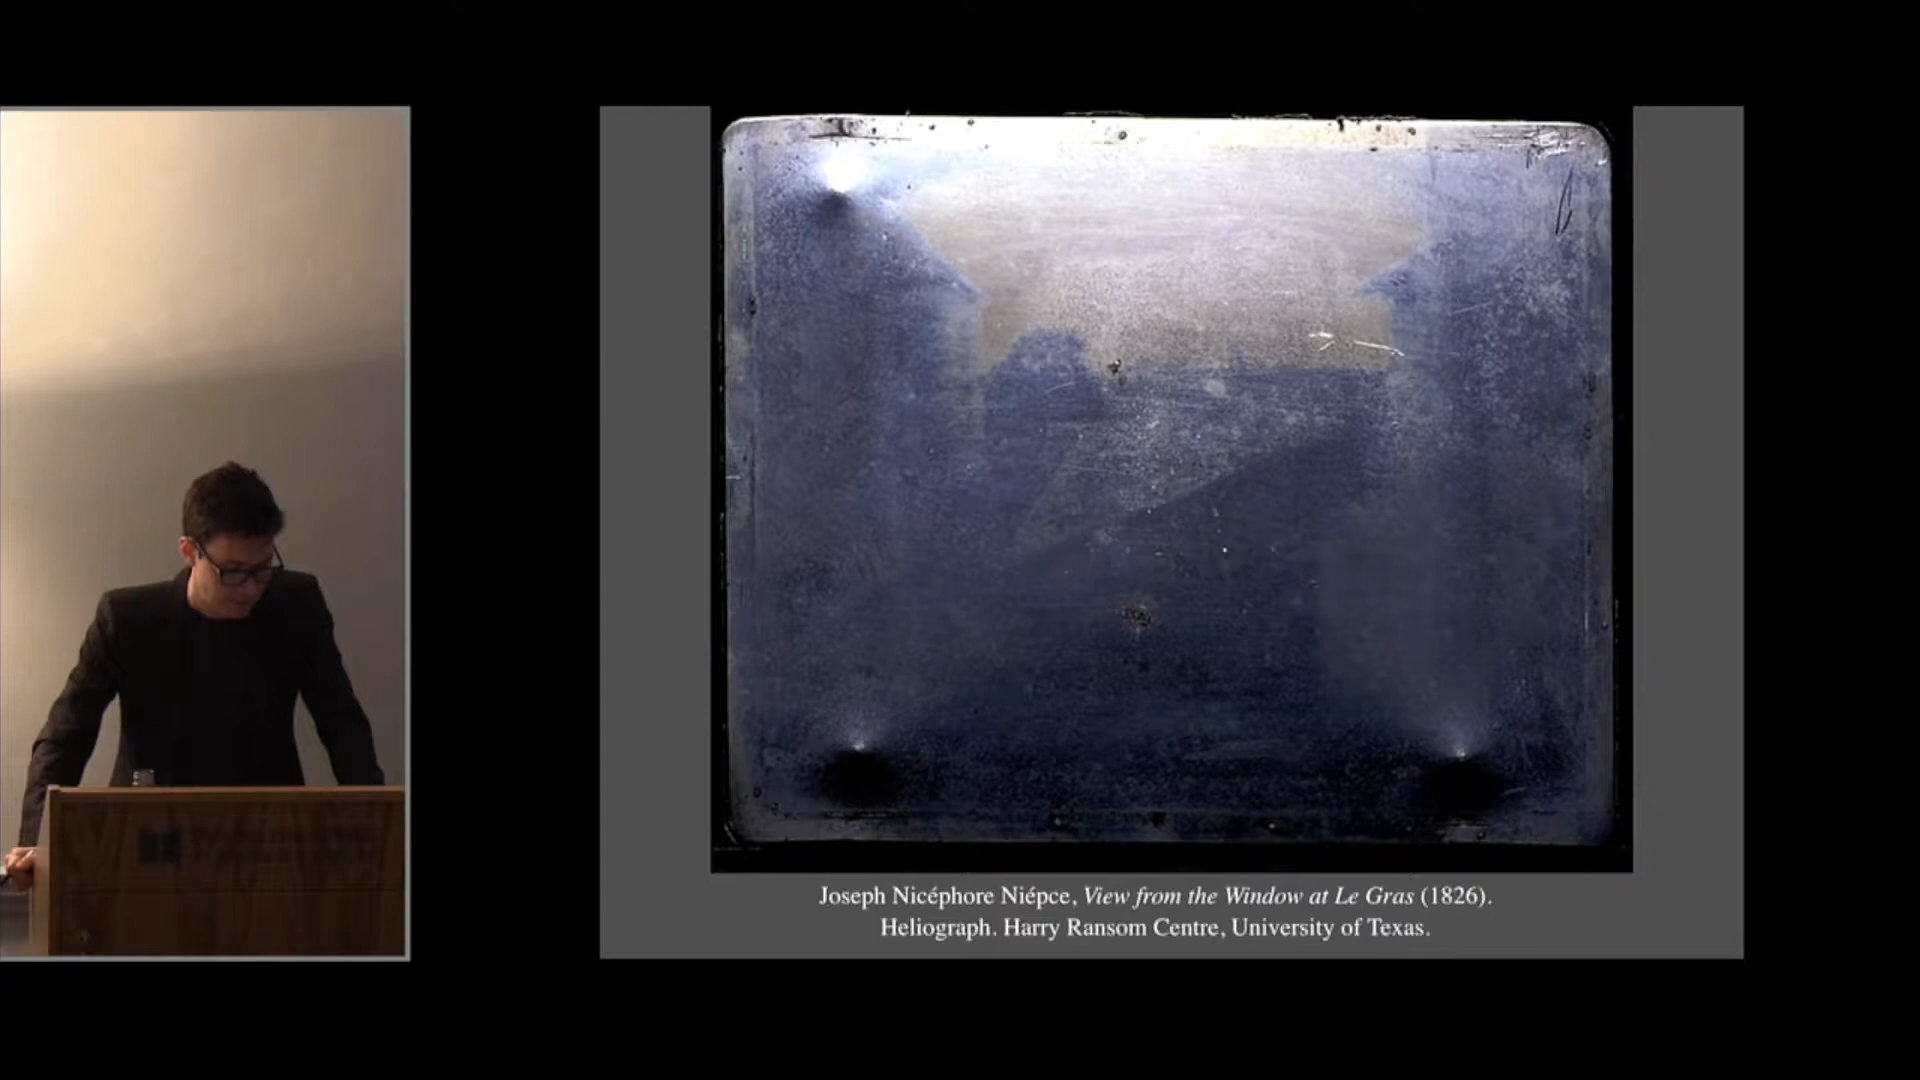 Joseph Nicéphore Niépce, View from the Window at Le Gras (1826).
Heliograph. Harry Ransom Centre, University of Texas.